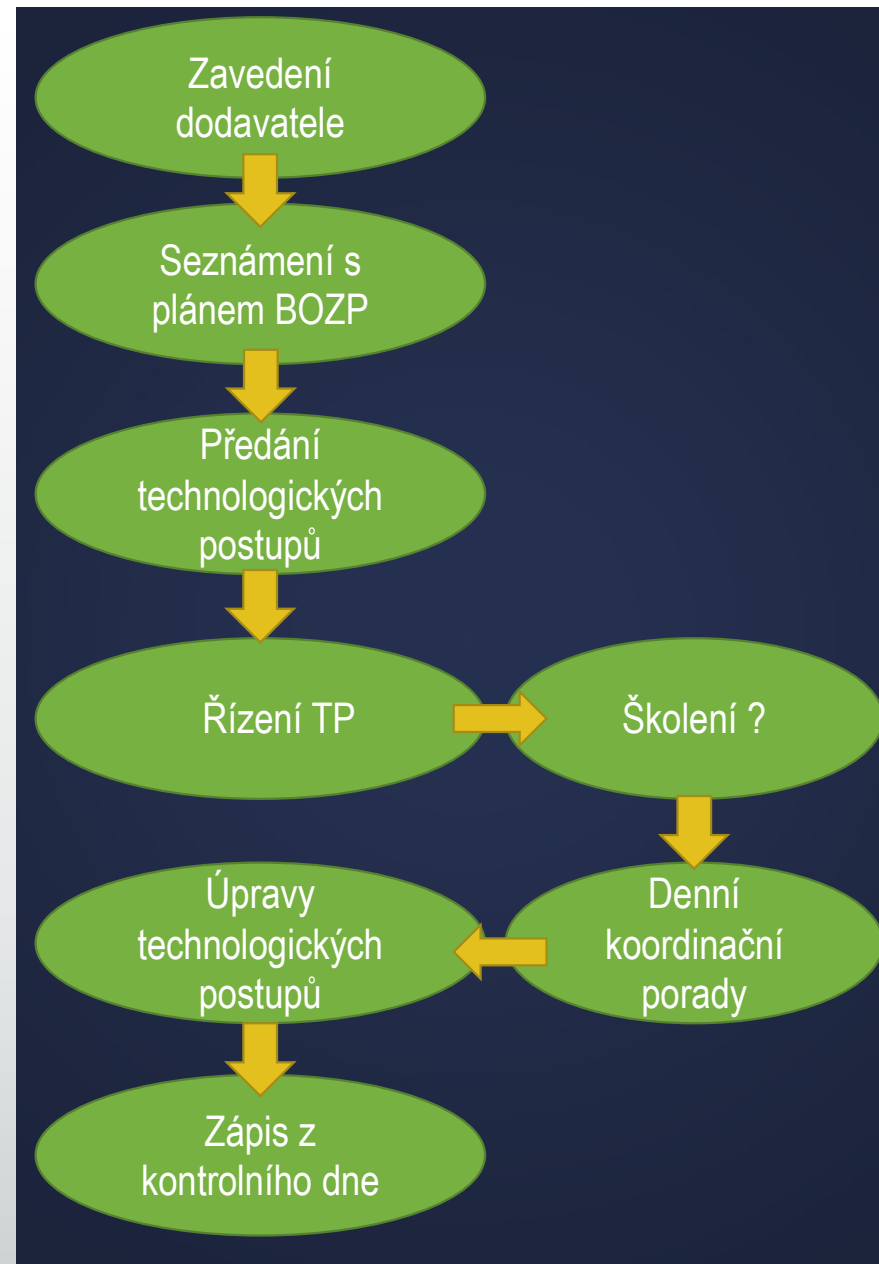 Zavedení
dodavatele
Seznámení s
plánem BOZP
Předání
technologických
postupů
Řízení TP
Školení ?
Denní
koordinační
porady
Úpravy
technologických
postupů
Zápis z
kontrolního dne